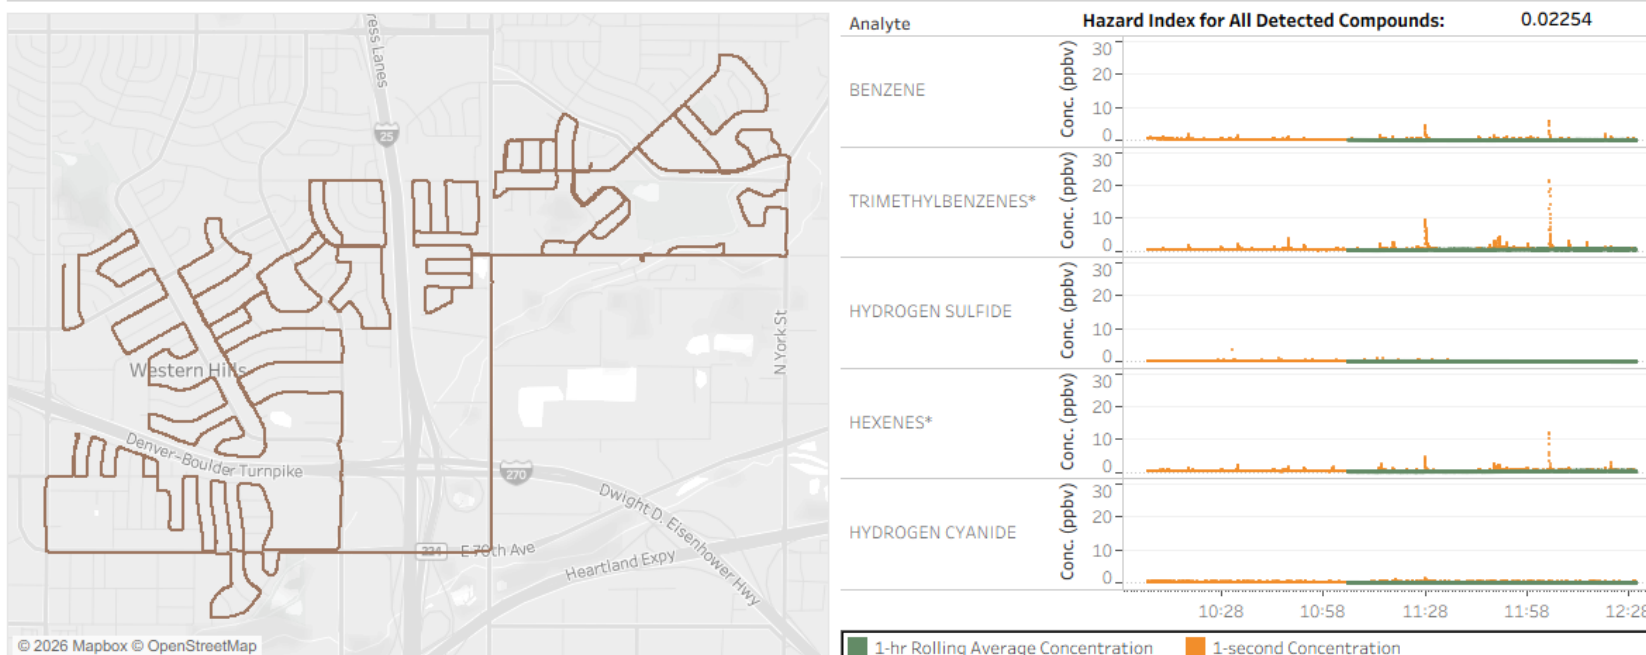 ress Lanes
25
Western Hills
Denver-Boulder Turnpike
270
N York St
Dwight D. Eisenhower Hwy
224
E 70th Ave
Heartland Expy
© 2026 Mapbox © OpenStreetMap
Analyte
Hazard Index for All Detected Compounds: 0.02254
BENZENE
Conc. (ppbv)
30
20
10
0
TRIMETHYLBENZENES*
Conc. (ppbv)
30
20
10
0
HYDROGEN SULFIDE
Conc. (ppbv)
30
20
10
0
HEXENES*
Conc. (ppbv)
30
20
10
0
HYDROGEN CYANIDE
Conc. (ppbv)
30
20
10
0
10:28 10:58 11:28 11:58 12:28
1-hr Rolling Average Concentration 1-second Concentration